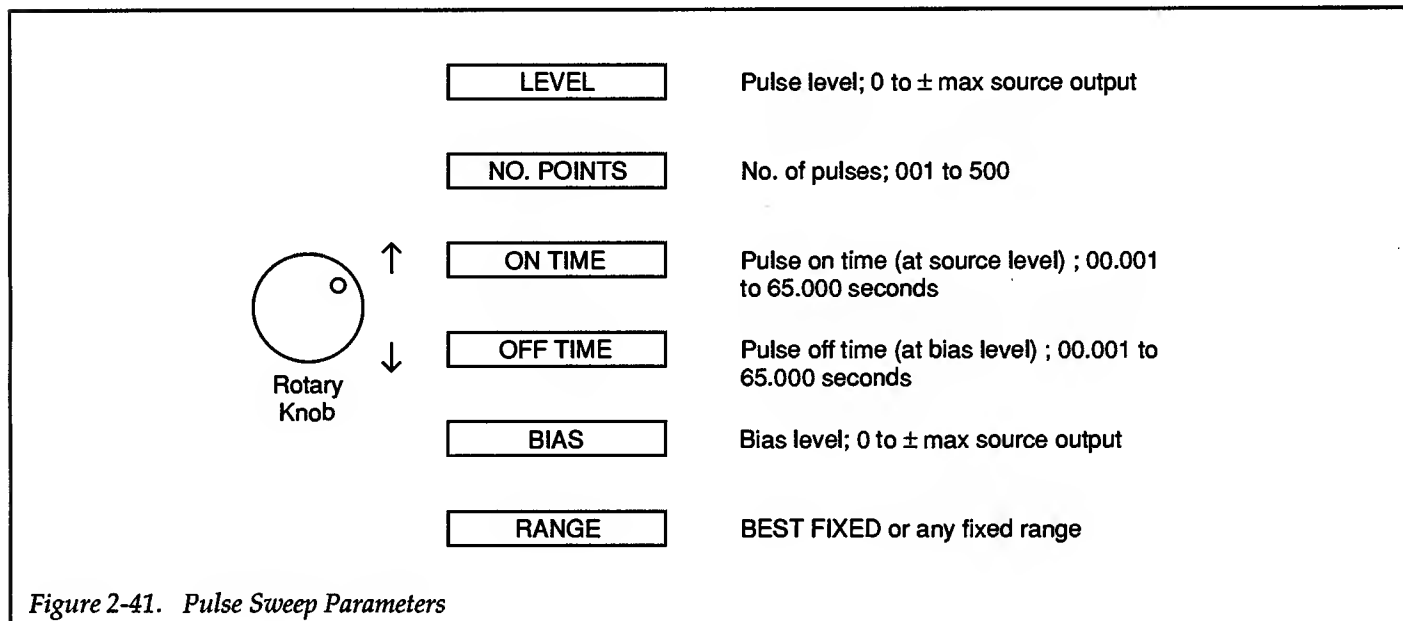 LEVEL Pulse level; 0 to ± max source output
NO. POINTS No. of pulses; 001 to 500
↑ ON TIME Pulse on time (at source level) ; 00.001
to 65.000 seconds
↓ OFF TIME Pulse off time (at bias level) ; 00.001 to
65.000 seconds
Rotary
Knob
BIAS Bias level; 0 to ± max source output
RANGE BEST FIXED or any fixed range
Figure 2-41. Pulse Sweep Parameters